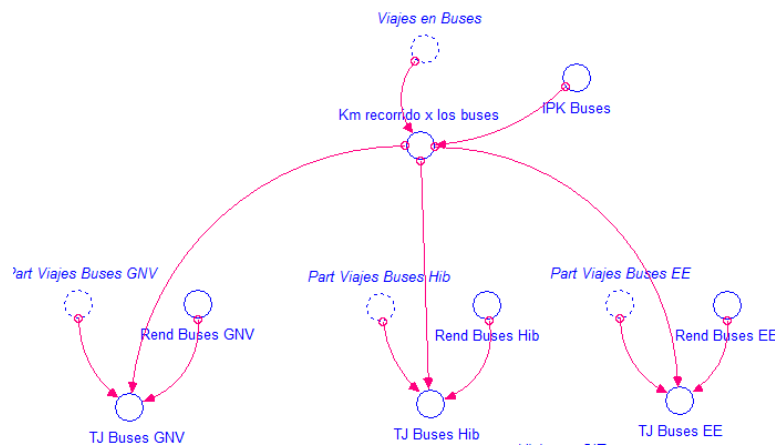 Viajes en Buses
IPK Buses
Km recorrido x los buses
Part Viajes Buses GNV
Rend Buses GNV
Part Viajes Buses Hib
Rend Buses Hib
Part Viajes Buses EE
Rend Buses EE
TJ Buses GNV
TJ Buses Hib
TJ Buses EE